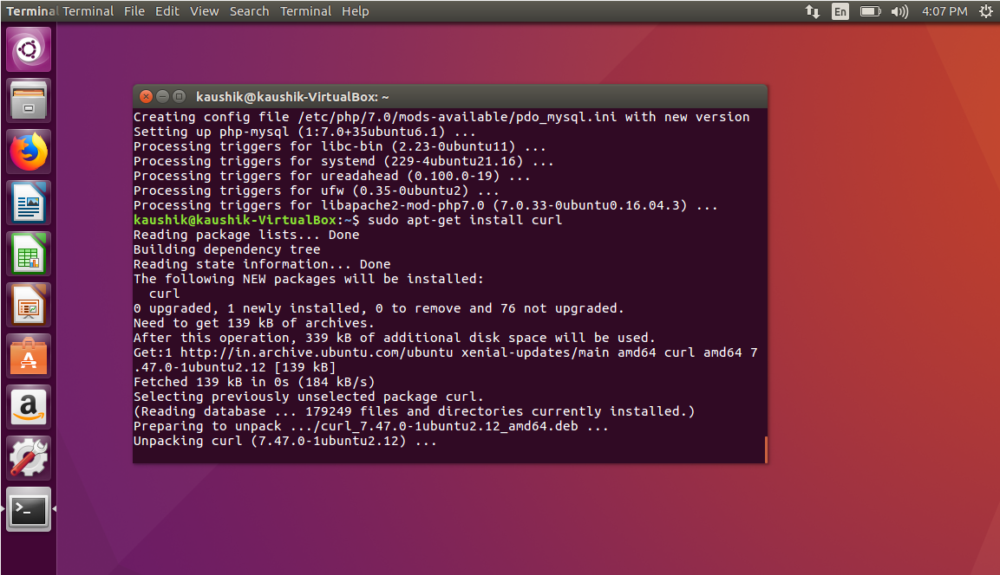 Terminal Terminal File Edit View Search Terminal Help En 4:07 PM
kaushik@kaushik-VirtualBox: ~
Creating config file /etc/php/7.0/mods-available/pdo_mysql.ini with new version
Setting up php-mysql (1:7.0+35ubuntu6.1) ...
Processing triggers for libc-bin (2.23-0ubuntu11) ...
Processing triggers for systemd (229-4ubuntu21.16) ...
Processing triggers for ureadahead (0.100.0-19) ...
Processing triggers for ufw (0.35-0ubuntu2) ...
Processing triggers for libapache2-mod-php7.0 (7.0.33-0ubuntu0.16.04.3) ...
kaushik@kaushik-VirtualBox:~$ sudo apt-get install curl
Reading package lists... Done
Building dependency tree
Reading state information... Done
The following NEW packages will be installed:
  curl
0 upgraded, 1 newly installed, 0 to remove and 76 not upgraded.
Need to get 139 kB of archives.
After this operation, 339 kB of additional disk space will be used.
Get:1 http://in.archive.ubuntu.com/ubuntu xenial-updates/main amd64 curl amd64 7
.47.0-1ubuntu2.12 [139 kB]
Fetched 139 kB in 0s (184 kB/s)
Selecting previously unselected package curl.
(Reading database ... 179249 files and directories currently installed.)
Preparing to unpack .../curl_7.47.0-1ubuntu2.12_amd64.deb ...
Unpacking curl (7.47.0-1ubuntu2.12) ...